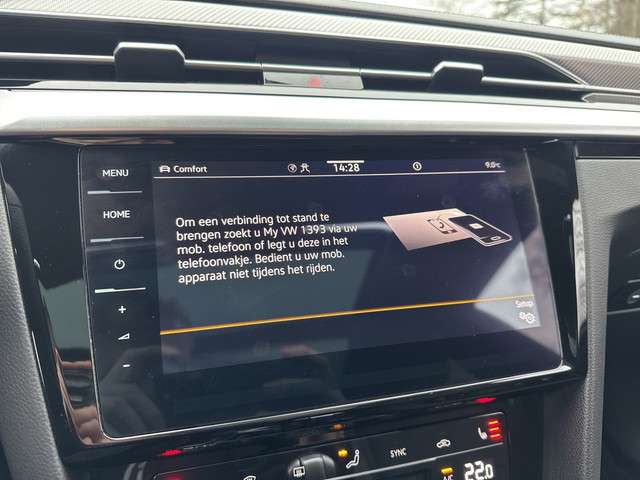 MENU
HOME
Comfort
14:28
9.0°C
Om een verbinding tot stand te
brengen zoekt u My VW 1393 via uw
mob. telefoon of legt u deze in het
telefoonvakje. Bedient u uw mob.
apparaat niet tijdens het rijden.
Setup
SYNC
A/C
22.0